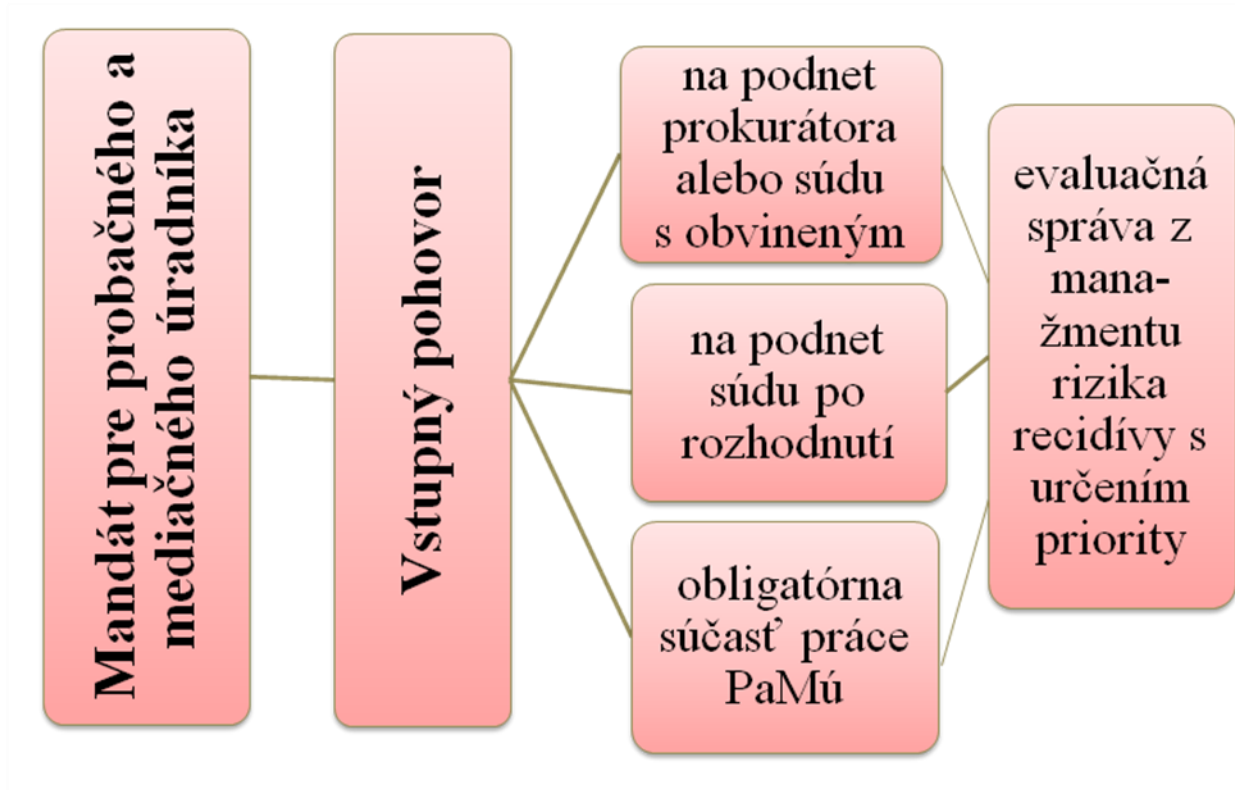 Mandát pre probačného a
mediačného úradníka
Vstupný pohovor
na podnet
prokurátora
alebo súdu
s obvineným
na podnet
súdu po
rozhodnutí
obligatórna
súčasť práce
PaMú
evaluačná
správa z
mana-
žmentu
rizika
recidívy s
určením
priority